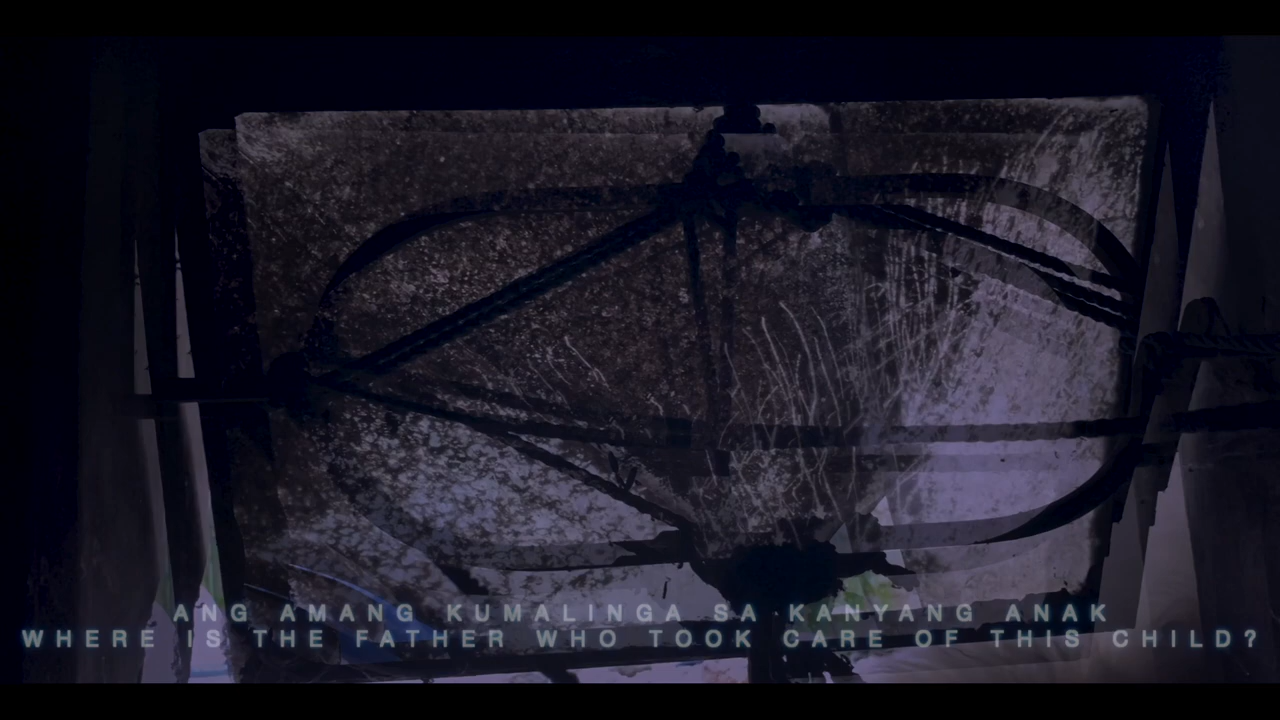 ANG AMANG KUMALINGA SA KANYANG ANAK
WHERE IS THE FATHER WHO TOOK CARE OF THIS CHILD?